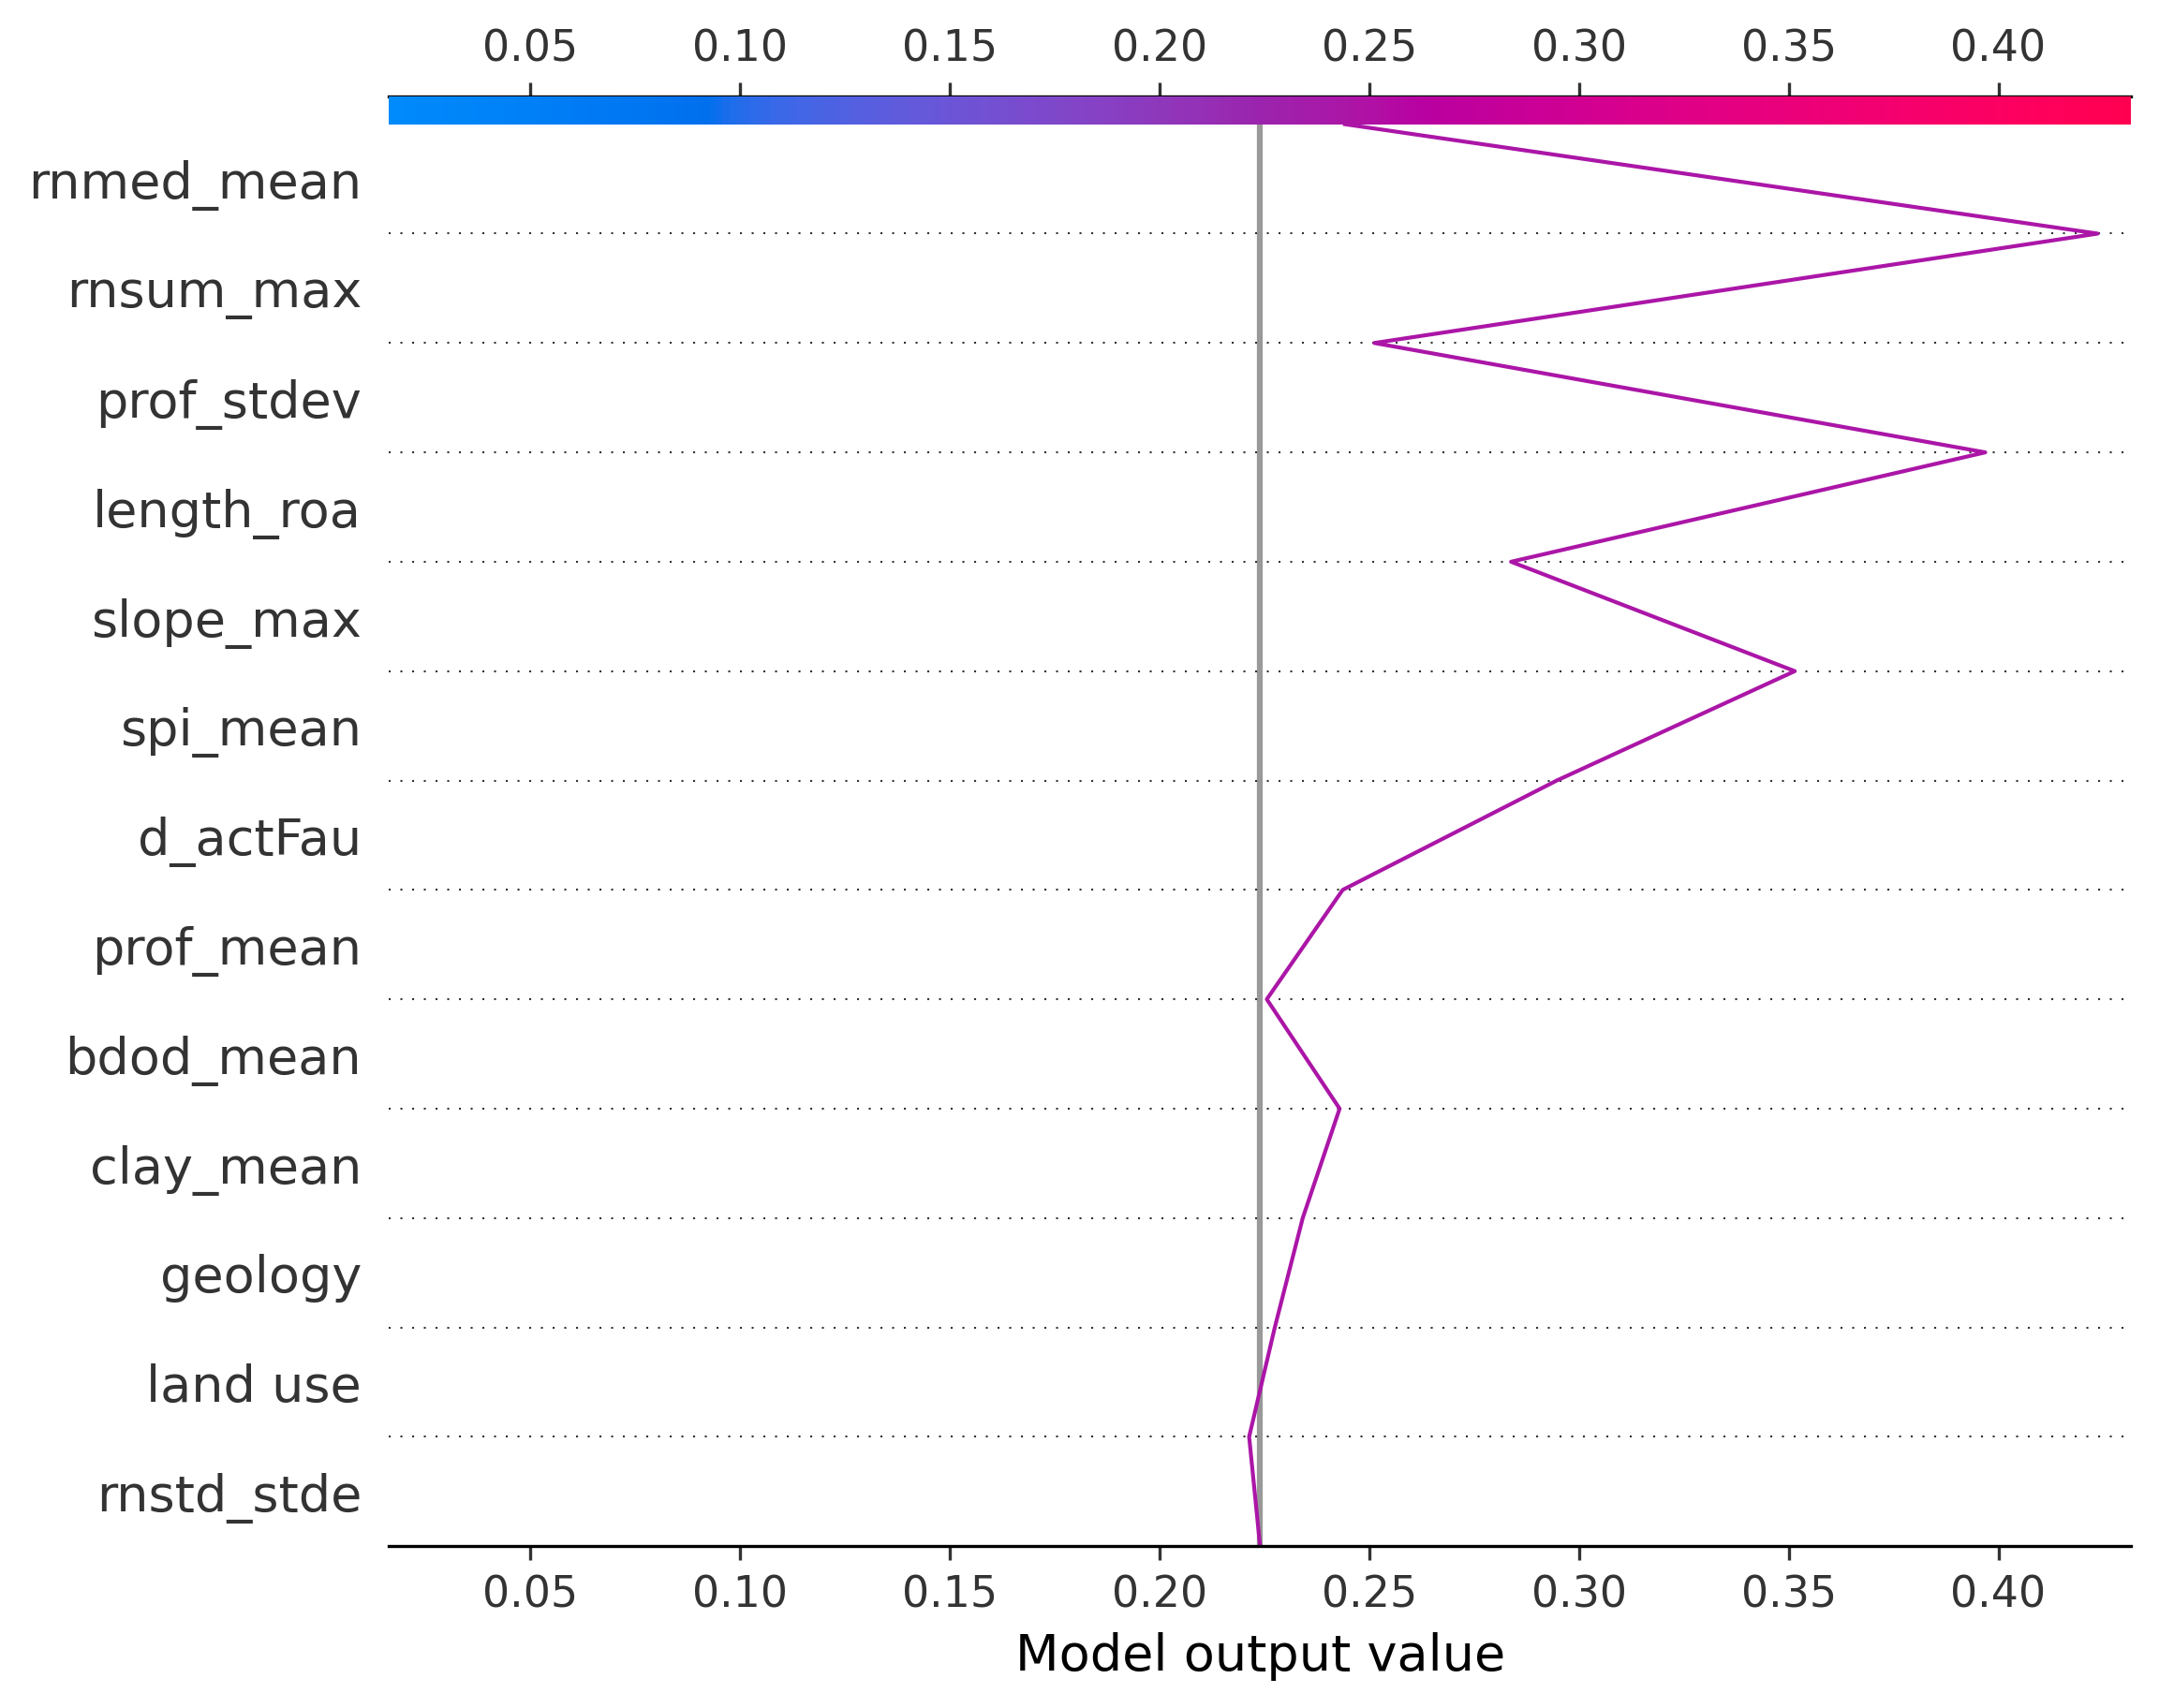 0.05 0.10 0.15 0.20 0.25 0.30 0.35 0.40
rnmed_mean
rnsum_max
prof_stdev
length_roa
slope_max
spi_mean
d_actFau
prof_mean
bdod_mean
clay_mean
geology
land use
rnstd_stde
0.05 0.10 0.15 0.20 0.25 0.30 0.35 0.40
Model output value